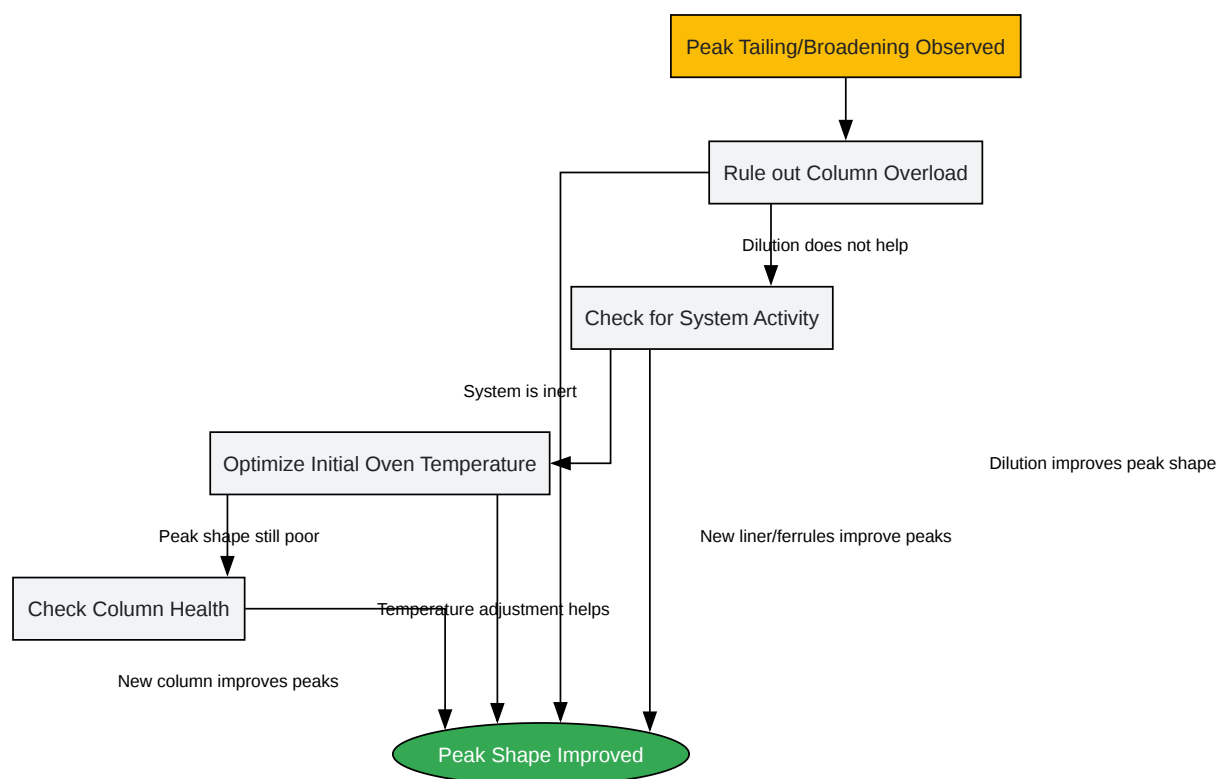 Peak Tailing/Broadening Observed
Rule out Column Overload
Dilution does not help
Check for System Activity
System is inert
Optimize Initial Oven Temperature
Dilution improves peak shape
Peak shape still poor
New liner/ferrules improve peaks
Check Column Health
Temperature adjustment helps
New column improves peaks
Peak Shape Improved